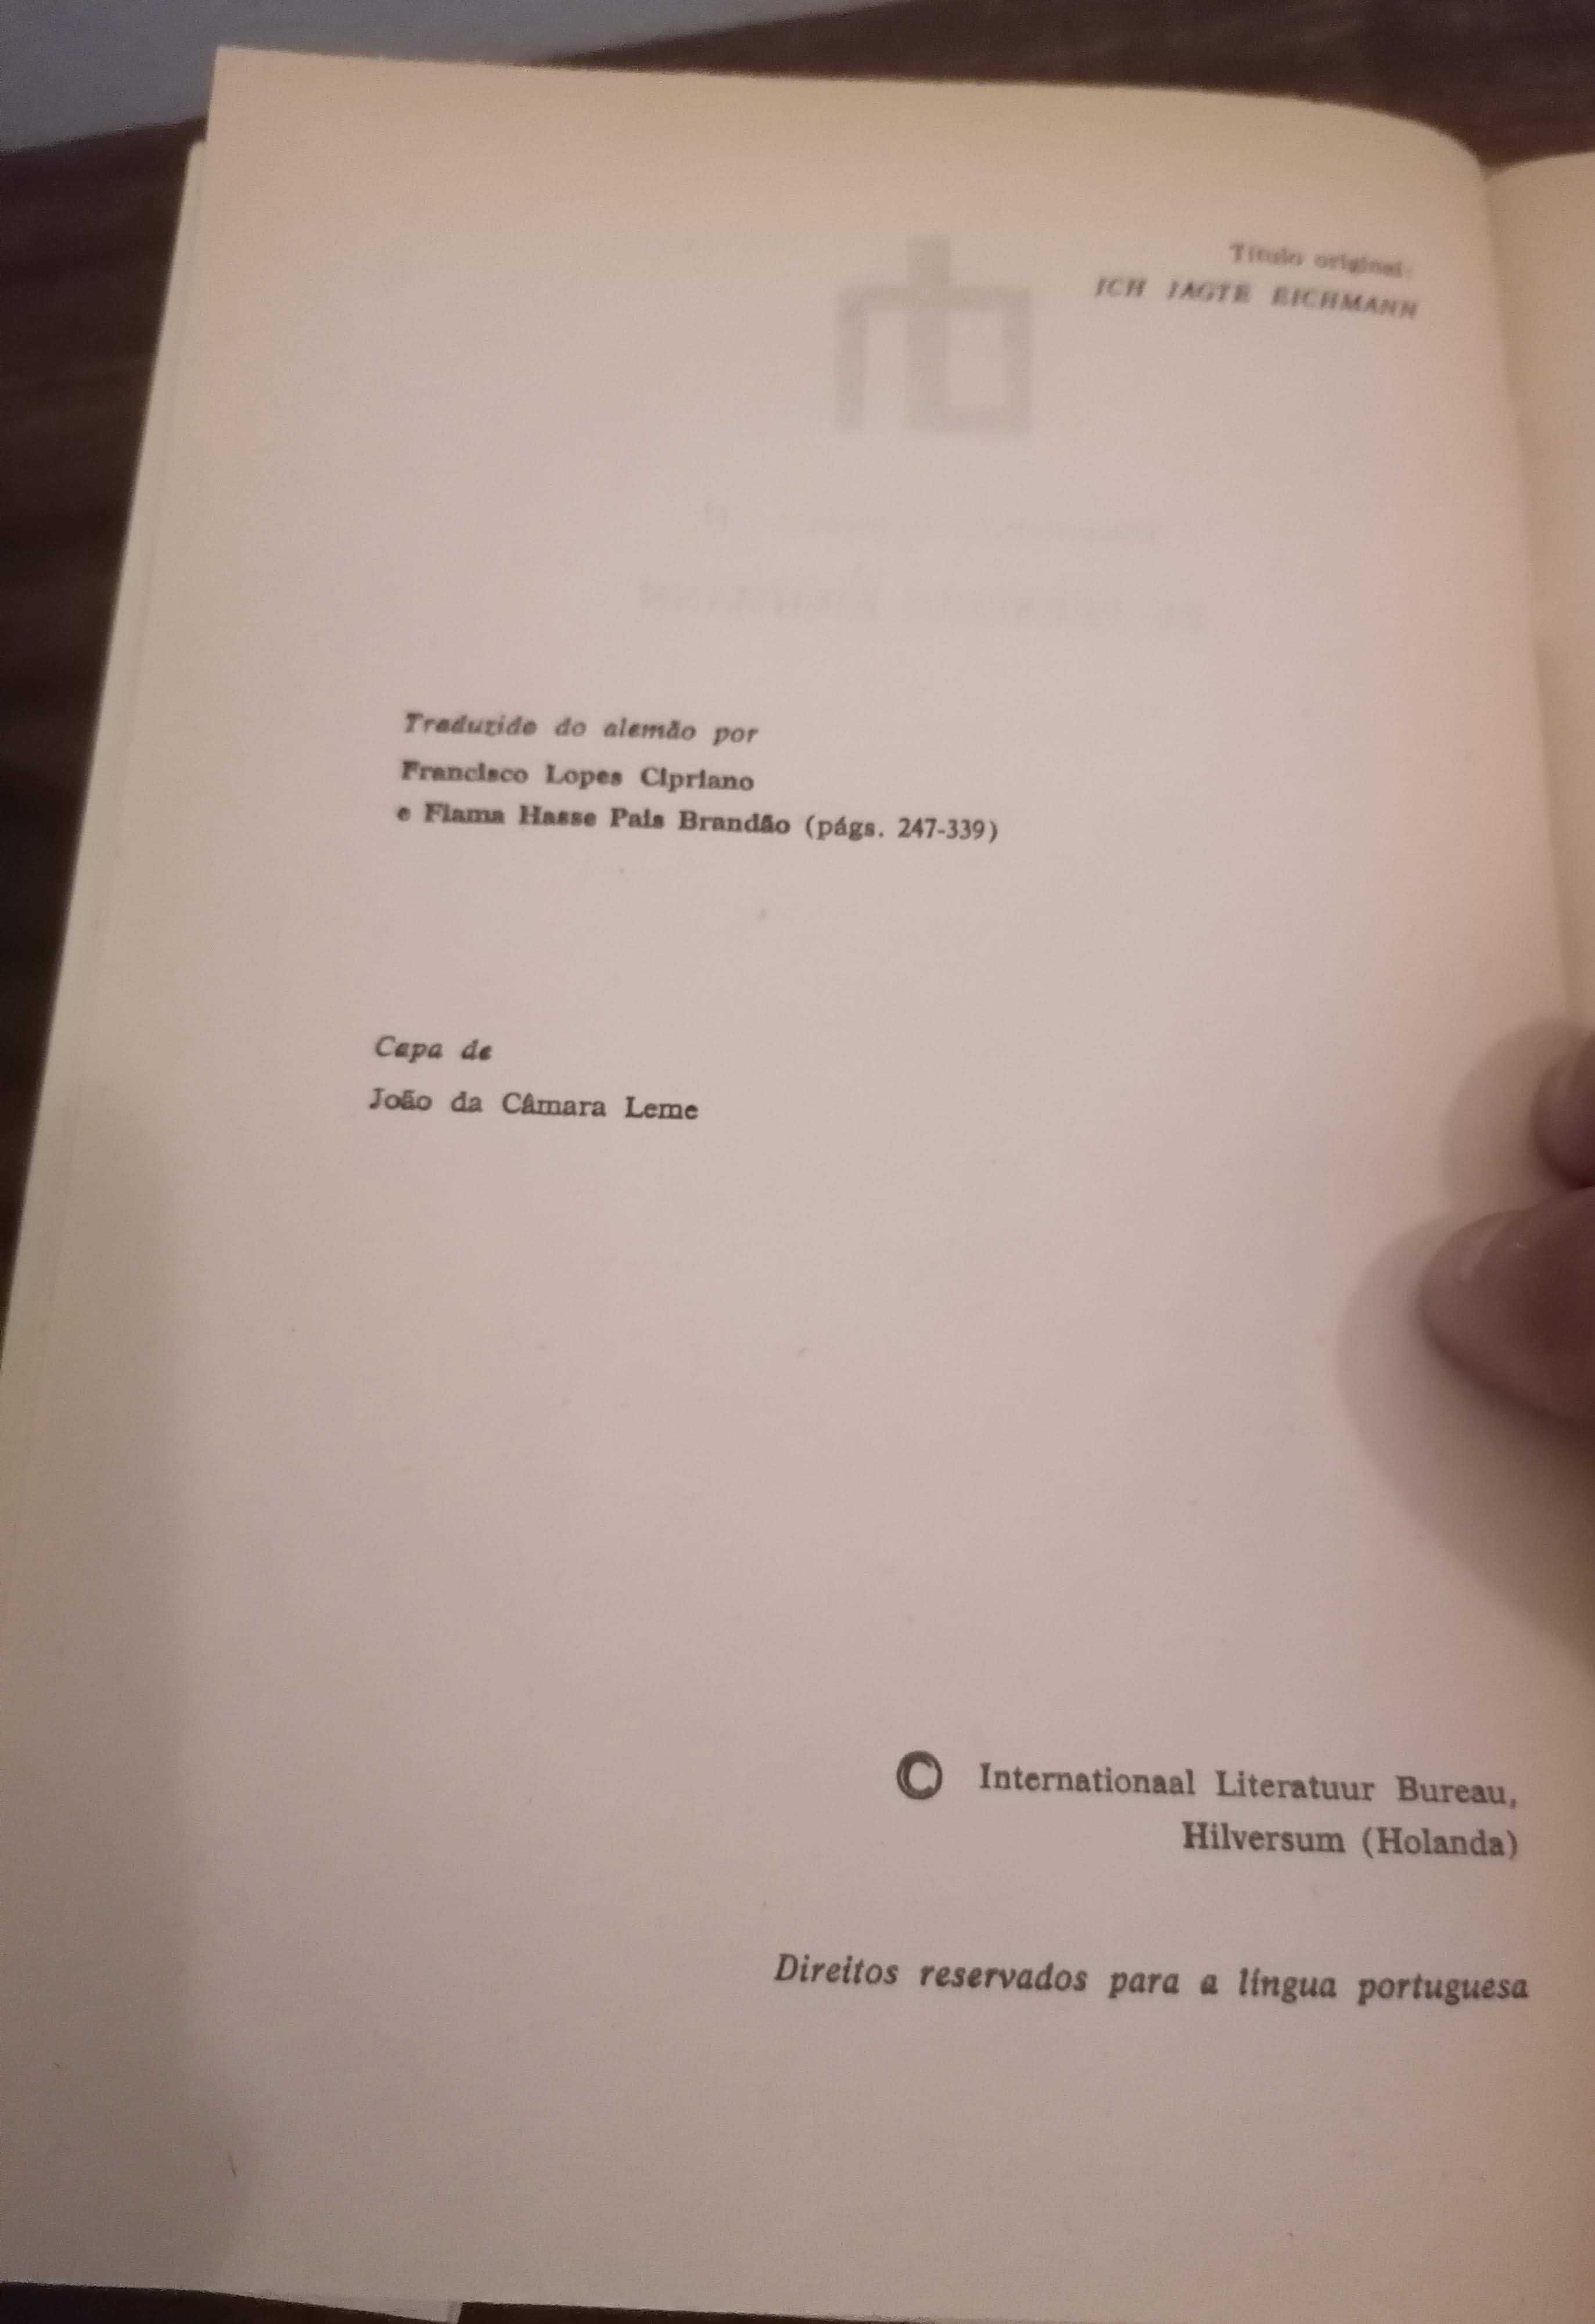 Título original:
ICH JAGTE EICHMANN
Traduzido do alemão por
Francisco Lopes Cipriano
e Fiama Hasse Pais Brandão (págs. 247-339)
Capa de
João da Câmara Leme
© Internationaal Literatuur Bureau,
Hilversum (Holanda)
Direitos reservados para a língua portuguesa